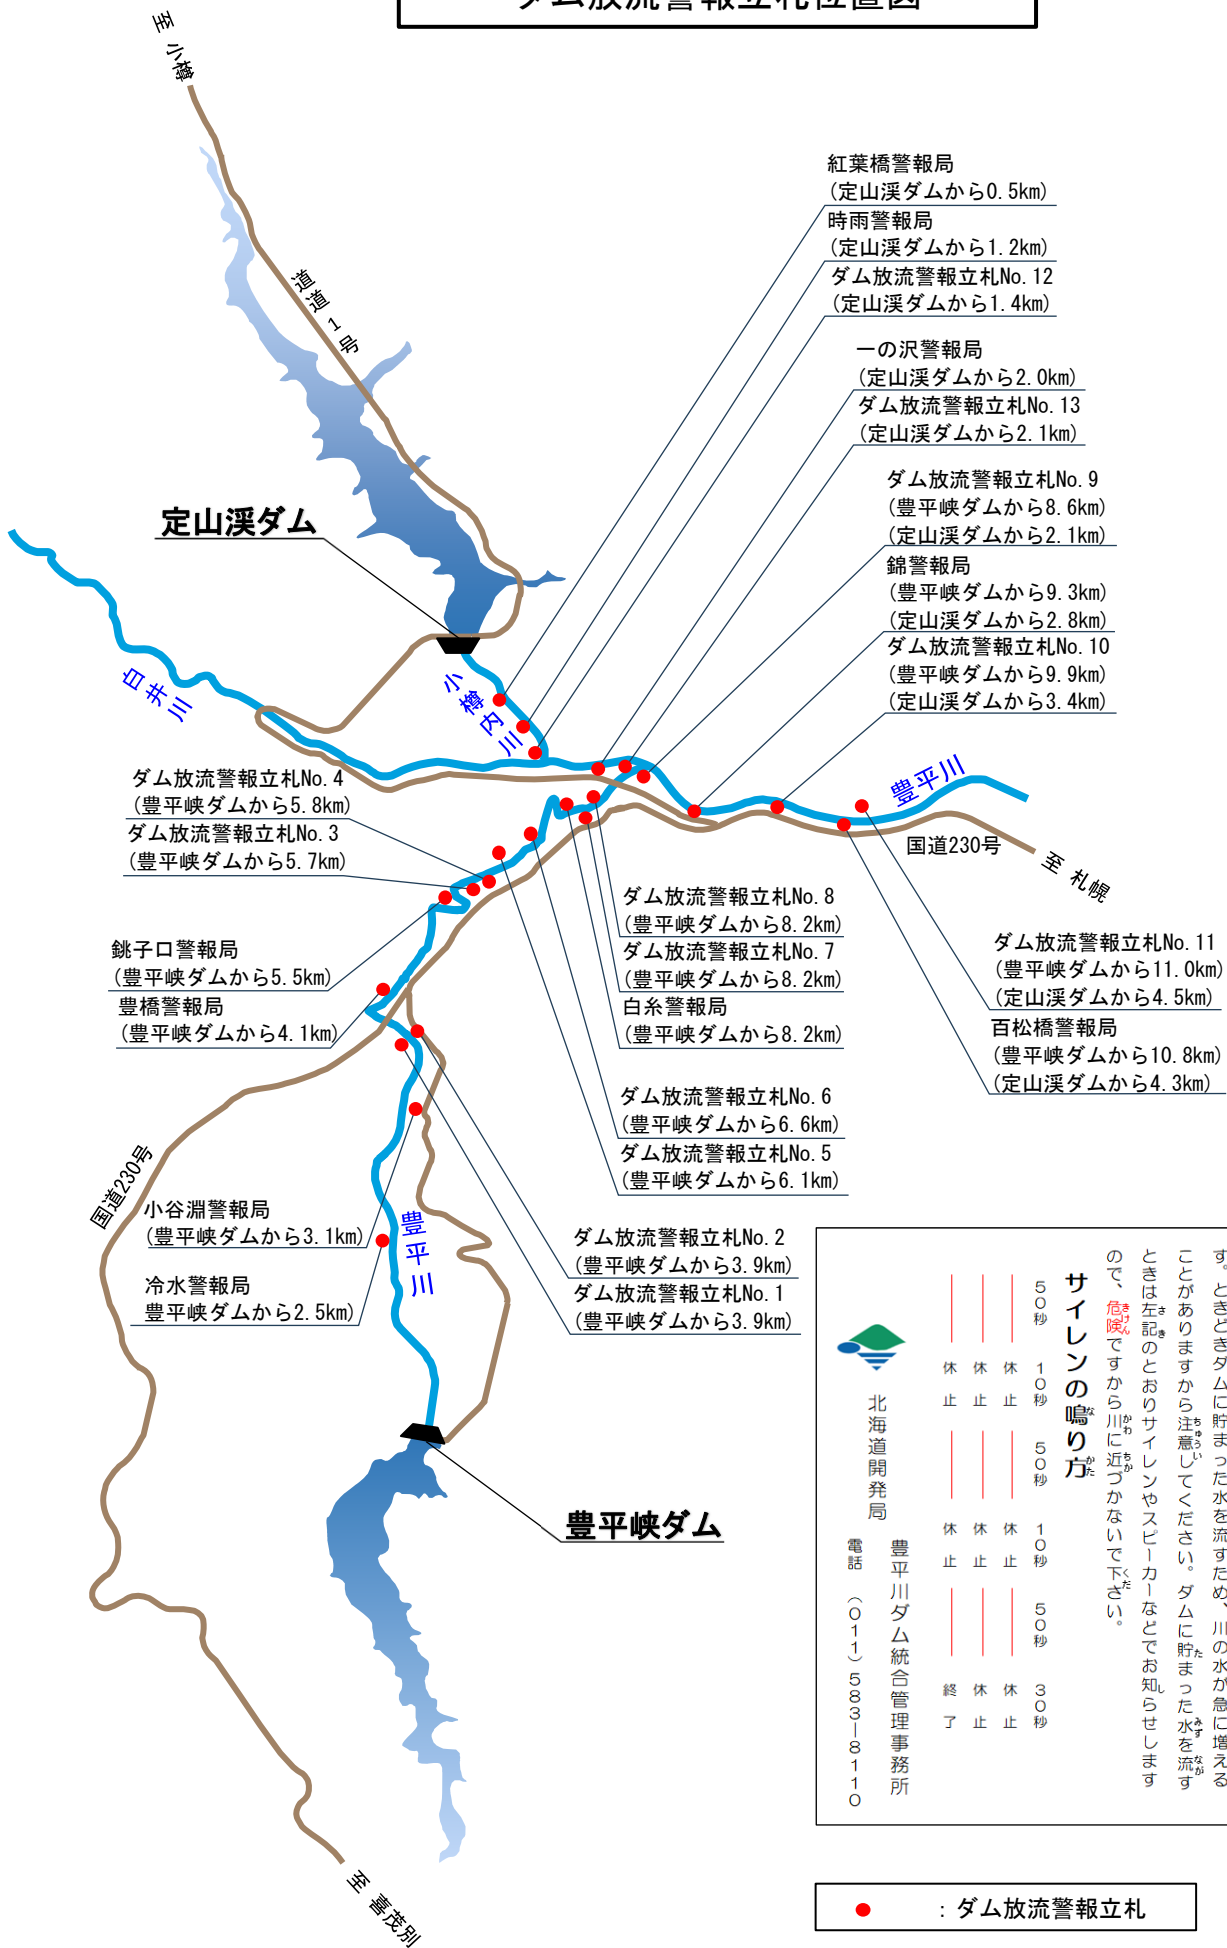 ダム放流警報立札位置図
至 小樽
道道1号
紅葉橋警報局
(定山渓ダムから0.5km)
時雨警報局
(定山渓ダムから1.2km)
ダム放流警報立札No.12
(定山渓ダムから1.4km)
一の沢警報局
(定山渓ダムから2.0km)
ダム放流警報立札No.13
(定山渓ダムから2.1km)
ダム放流警報立札No.9
(豊平峡ダムから8.6km)
(定山渓ダムから2.1km)
錦警報局
(豊平峡ダムから9.3km)
(定山渓ダムから2.8km)
ダム放流警報立札No.10
(豊平峡ダムから9.9km)
(定山渓ダムから3.4km)
定山渓ダム
白井川
小樽内川
豊平川
国道230号
至 札幌
ダム放流警報立札No.4
(豊平峡ダムから5.8km)
ダム放流警報立札No.3
(豊平峡ダムから5.7km)
銚子口警報局
(豊平峡ダムから5.5km)
豊橋警報局
(豊平峡ダムから4.1km)
ダム放流警報立札No.8
(豊平峡ダムから8.2km)
ダム放流警報立札No.7
(豊平峡ダムから8.2km)
白糸警報局
(豊平峡ダムから8.2km)
ダム放流警報立札No.11
(豊平峡ダムから11.0km)
(定山渓ダムから4.5km)
百松橋警報局
(豊平峡ダムから10.8km)
(定山渓ダムから4.3km)
ダム放流警報立札No.6
(豊平峡ダムから6.6km)
ダム放流警報立札No.5
(豊平峡ダムから6.1km)
国道230号
小谷淵警報局
(豊平峡ダムから3.1km)
冷水警報局
豊平峡ダムから2.5km)
豊平川
ダム放流警報立札No.2
(豊平峡ダムから3.9km)
ダム放流警報立札No.1
(豊平峡ダムから3.9km)
豊平峡ダム
至 喜茂別
す。ときどきダムに貯まった水を流すため、川の水が急に増える
ことがありますから注意してください。ダムに貯まった水を流す
ときは左記のとおりサイレンやスピーカーなどでお知らせします
ので、危険ですから川に近づかないで下さい。
サイレンの鳴り方
50秒 10秒 50秒 10秒 50秒 30秒
休止 休止 休止
休止 休止 休止
休止 休止 終了
北海道開発局
豊平川ダム統合管理事務所
電話 (011)583―8110
:ダム放流警報立札